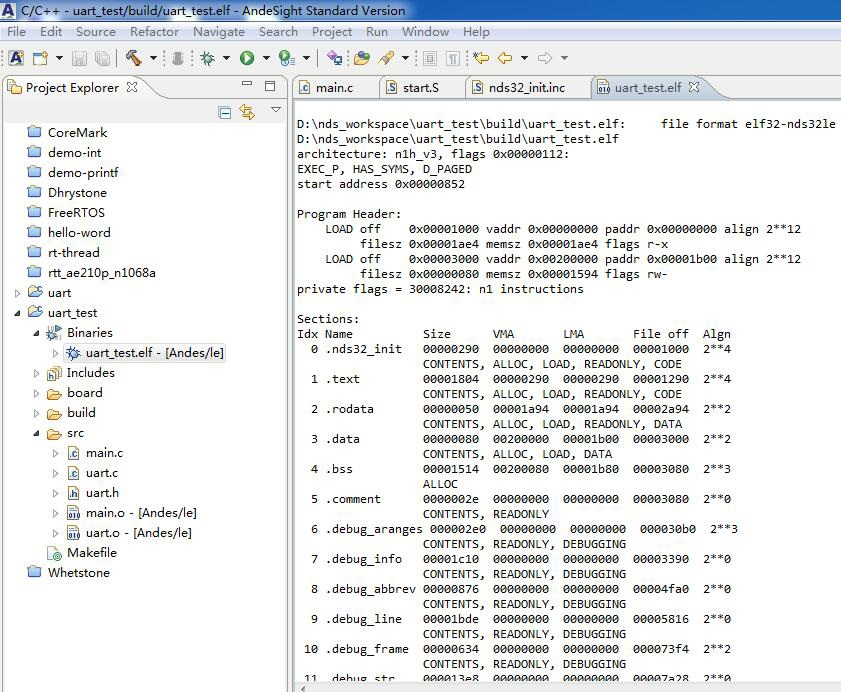 C/C++ - uart_test/build/uart_test.elf - AndeSight Standard Version
File Edit Source Refactor Navigate Search Project Run Window Help
Project Explorer
main.c start.S nds32_init.inc uart_test.elf
CoreMark
demo-int
demo-printf
Dhrystone
FreeRTOS
hello-word
rt-thread
rtt_ae210p_n1068a
uart
uart_test
Binaries
uart_test.elf - [Andes/le]
Includes
board
build
src
main.c
uart.c
uart.h
main.o - [Andes/le]
uart.o - [Andes/le]
Makefile
Whetstone
D:\nds_workspace\uart_test\build\uart_test.elf:     file format elf32-nds32le
D:\nds_workspace\uart_test\build\uart_test.elf
architecture: n1h_v3, flags 0x00000112:
EXEC_P, HAS_SYMS, D_PAGED
start address 0x00000852
Program Header:
    LOAD off    0x00001000 vaddr 0x00000000 paddr 0x00000000 align 2**12
         filesz 0x00001ae4 memsz 0x00001ae4 flags r-x
    LOAD off    0x00003000 vaddr 0x00200000 paddr 0x00001b00 align 2**12
         filesz 0x00000080 memsz 0x00001594 flags rw-
private flags = 30008242: n1 instructions
Sections:
Idx Name          Size      VMA       LMA       File off  Algn
  0 .nds32_init   00000290  00000000  00000000  00001000  2**4
                  CONTENTS, ALLOC, LOAD, READONLY, CODE
  1 .text         00001804  00000290  00000290  00001290  2**4
                  CONTENTS, ALLOC, LOAD, READONLY, CODE
  2 .rodata       00000050  00001a94  00001a94  00002a94  2**2
                  CONTENTS, ALLOC, LOAD, READONLY, DATA
  3 .data         00000080  00200000  00001b00  00003000  2**2
                  CONTENTS, ALLOC, LOAD, DATA
  4 .bss          00001514  00200080  00001b80  00003080  2**3
                  ALLOC
  5 .comment      0000002e  00000000  00000000  00003080  2**0
                  CONTENTS, READONLY
  6 .debug_aranges 000002e0  00000000  00000000  000030b0  2**3
                  CONTENTS, READONLY, DEBUGGING
  7 .debug_info   00001c10  00000000  00000000  00003390  2**0
                  CONTENTS, READONLY, DEBUGGING
  8 .debug_abbrev 00000876  00000000  00000000  00004fa0  2**0
                  CONTENTS, READONLY, DEBUGGING
  9 .debug_line   00001bde  00000000  00000000  00005816  2**0
                  CONTENTS, READONLY, DEBUGGING
 10 .debug_frame  00000634  00000000  00000000  000073f4  2**2
                  CONTENTS, READONLY, DEBUGGING
 11 .debug_str    000013e8  00000000  00000000  00007a28  2**0